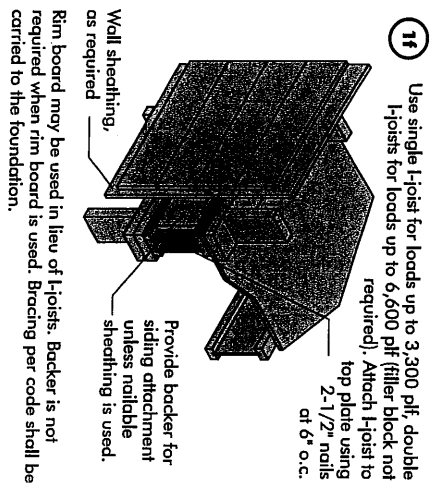 1f
Use single I-joist for loads up to 3,300 plf, double
I-joists for loads up to 6,600 plf (filler block not
required). Attach I-joist to
top plate using
2-1/2" nails
at 6" o.c.
Wall sheathing,
as required
Provide backer for
siding attachment
unless nailable
sheathing is used.
Rim board may be used in lieu of I-joists. Backer is not
required when rim board is used. Bracing per code shall be
carried to the foundation.